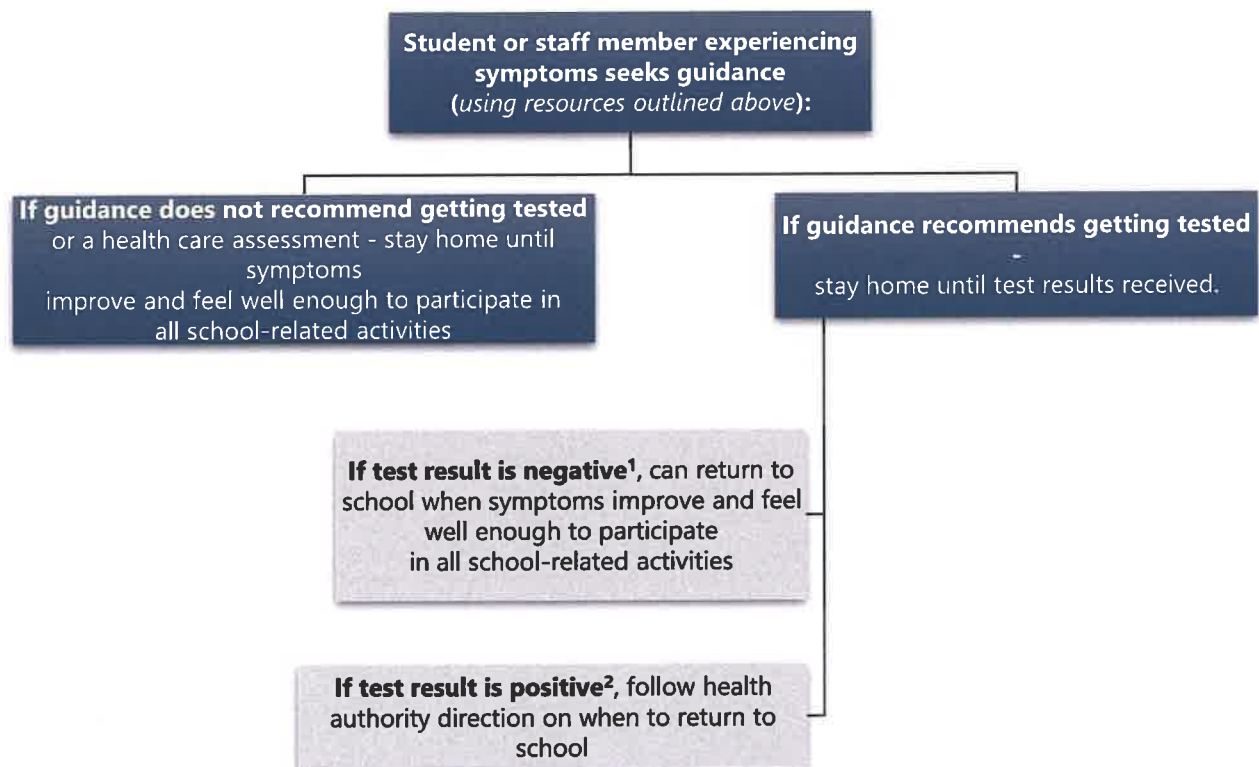 Student or staff member experiencing
symptoms seeks guidance
(using resources outlined above):
If guidance does not recommend getting tested
or a health care assessment - stay home until
symptoms
improve and feel well enough to participate in
all school-related activities
If guidance recommends getting tested
-
stay home until test results received.
If test result is negative¹, can return to
school when symptoms improve and feel
well enough to participate
in all school-related activities
If test result is positive², follow health
authority direction on when to return to
school